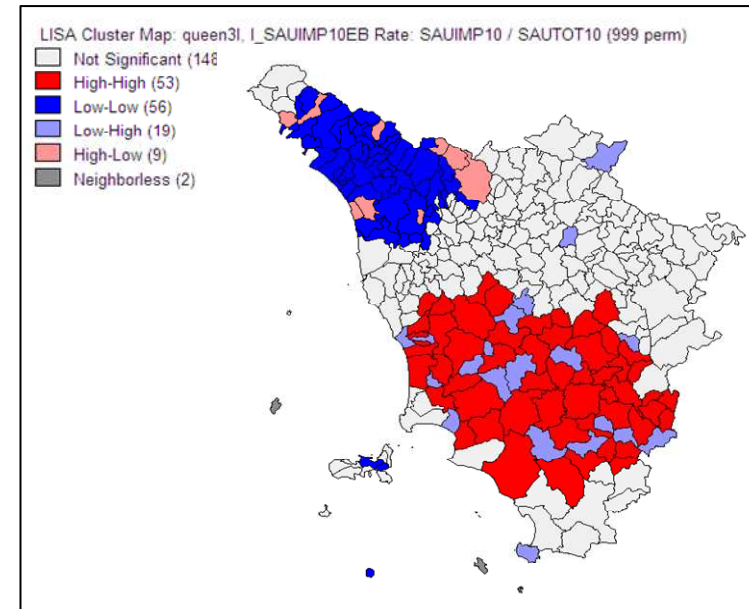 LISA Cluster Map: queen3l, I_SAUIMP10EB Rate: SAUIMP10 / SAUTOT10 (999 perm)
Not Significant (148
High-High (53)
Low-Low (56)
Low-High (19)
High-Low (9)
Neighborless (2)